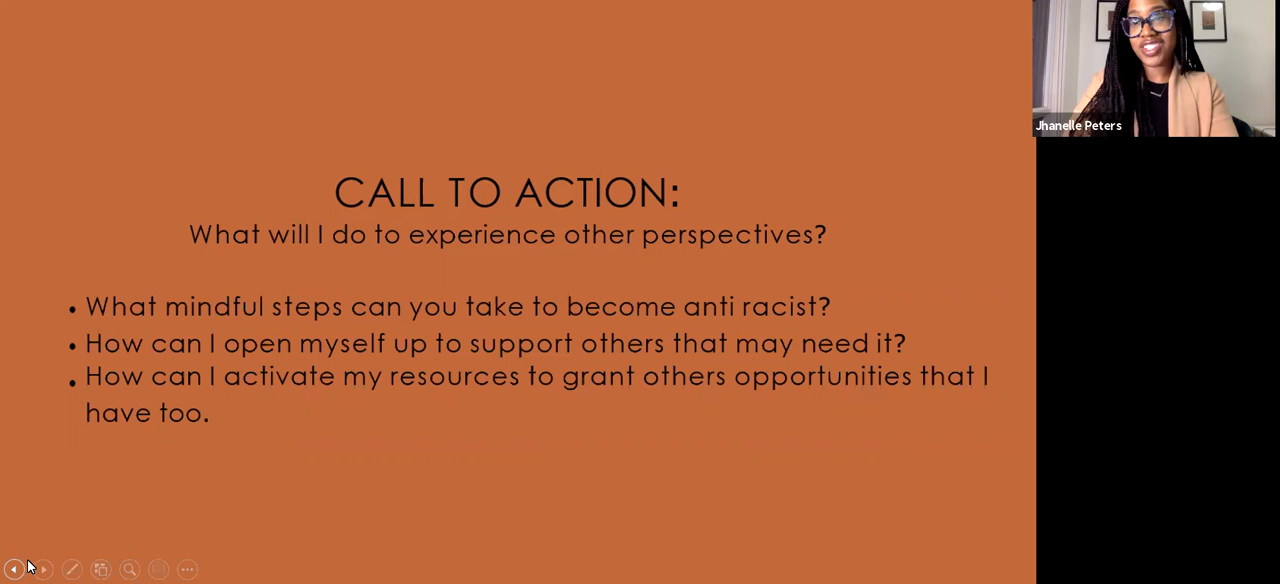 Jhanelle Peters
CALL TO ACTION:
What will I do to experience other perspectives?
• What mindful steps can you take to become anti racist?
• How can I open myself up to support others that may need it?
• How can I activate my resources to grant others opportunities that I
have too.